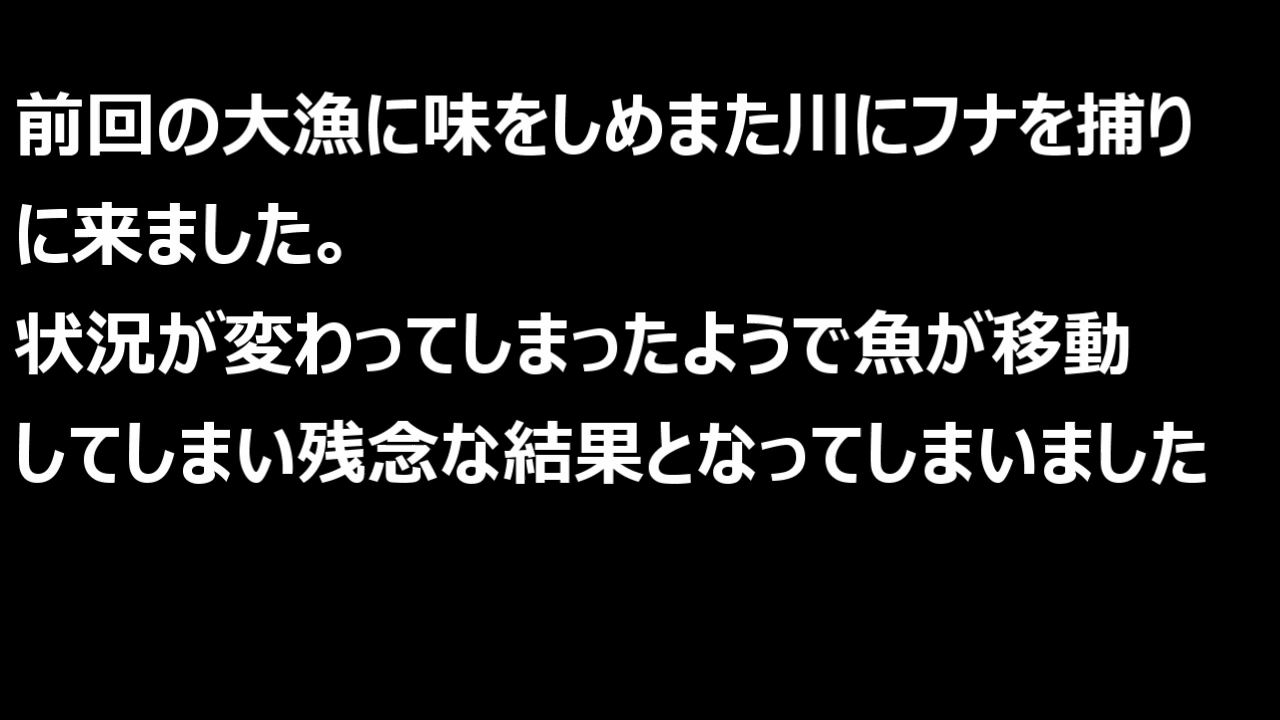 前回の大漁に味をしめまた川にフナを捕り
に来ました。
状況が変わってしまったようで魚が移動
してしまい残念な結果となってしまいました